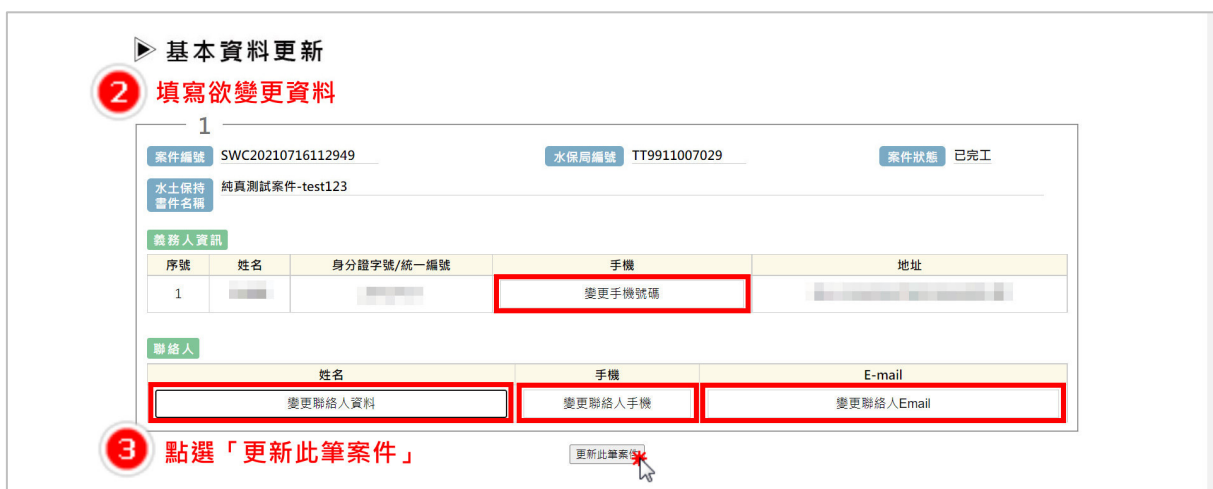 基本資料更新
2 填寫欲變更資料
1
案件編號 SWC20210716112949 水保局編號 TT9911007029 案件狀態 已完工
水土保持書件名稱 純真測試案件-test123
義務人資訊
序號 姓名 身分證字號/統一編號 手機 地址
1 變更手機號碼
聯絡人
姓名 手機 E-mail
變更聯絡人資料 變更聯絡人手機 變更聯絡人Email
3 點選「更新此筆案件」 更新此筆案件